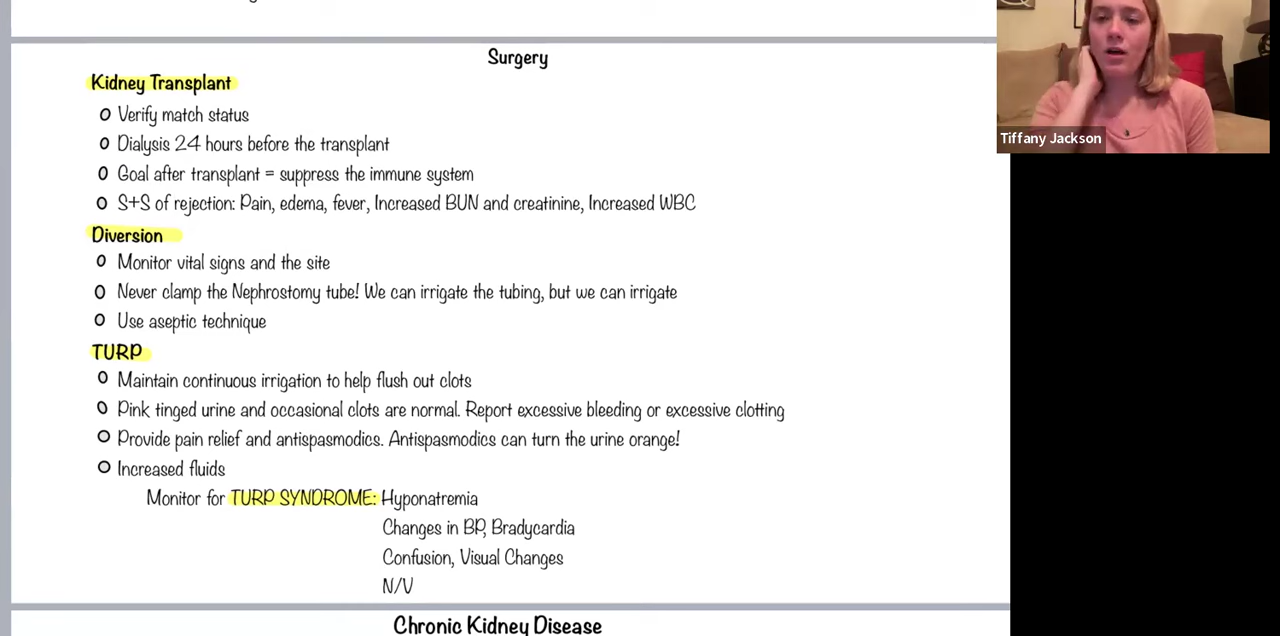 Surgery
Kidney Transplant
o Verify match status
o Dialysis 24 hours before the transplant
o Goal after transplant = suppress the immune system
o S+S of rejection: Pain, edema, fever, Increased BUN and creatinine, Increased WBC
Diversion
o Monitor vital signs and the site
o Never clamp the Nephrostomy tube! We can irrigate the tubing, but we can irrigate
o Use aseptic technique
TURP
o Maintain continuous irrigation to help flush out clots
o Pink tinged urine and occasional clots are normal. Report excessive bleeding or excessive clotting
o Provide pain relief and antispasmodics. Antispasmodics can turn the urine orange!
o Increased fluids
Monitor for TURP SYNDROME: Hyponatremia
Changes in BP, Bradycardia
Confusion, Visual Changes
N/V
Chronic Kidney Disease
Tiffany Jackson